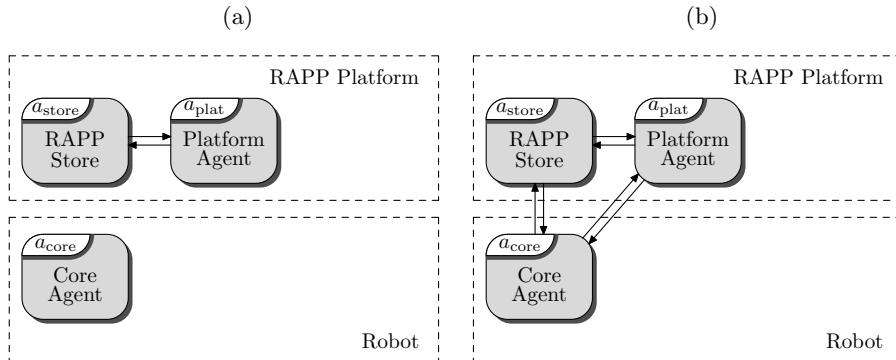 (a)
RAPP Platform
a_store
RAPP
Store
a_plat
Platform
Agent
a_core
Core
Agent
Robot
(b)
RAPP Platform
a_store
RAPP
Store
a_plat
Platform
Agent
a_core
Core
Agent
Robot